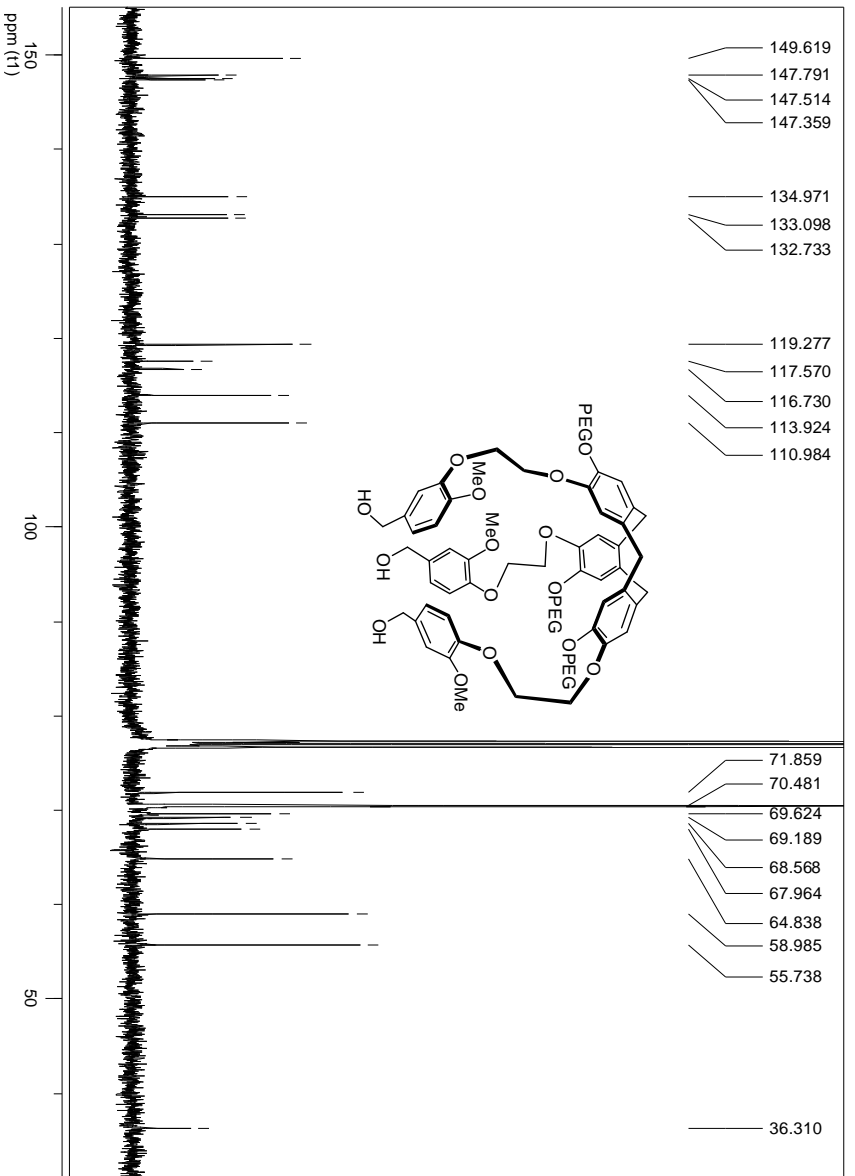 149.619
147.791
147.514
147.359
134.971
133.098
132.733
119.277
117.570
116.730
113.924
110.984
71.859
70.481
69.624
69.189
68.568
67.964
64.838
58.985
55.738
36.310
PEGO
O
O
MeO
HO
O
MeO
O
OH
OPEG
OPEG
O
O
OMe
OH
150
100
50
ppm (t1)